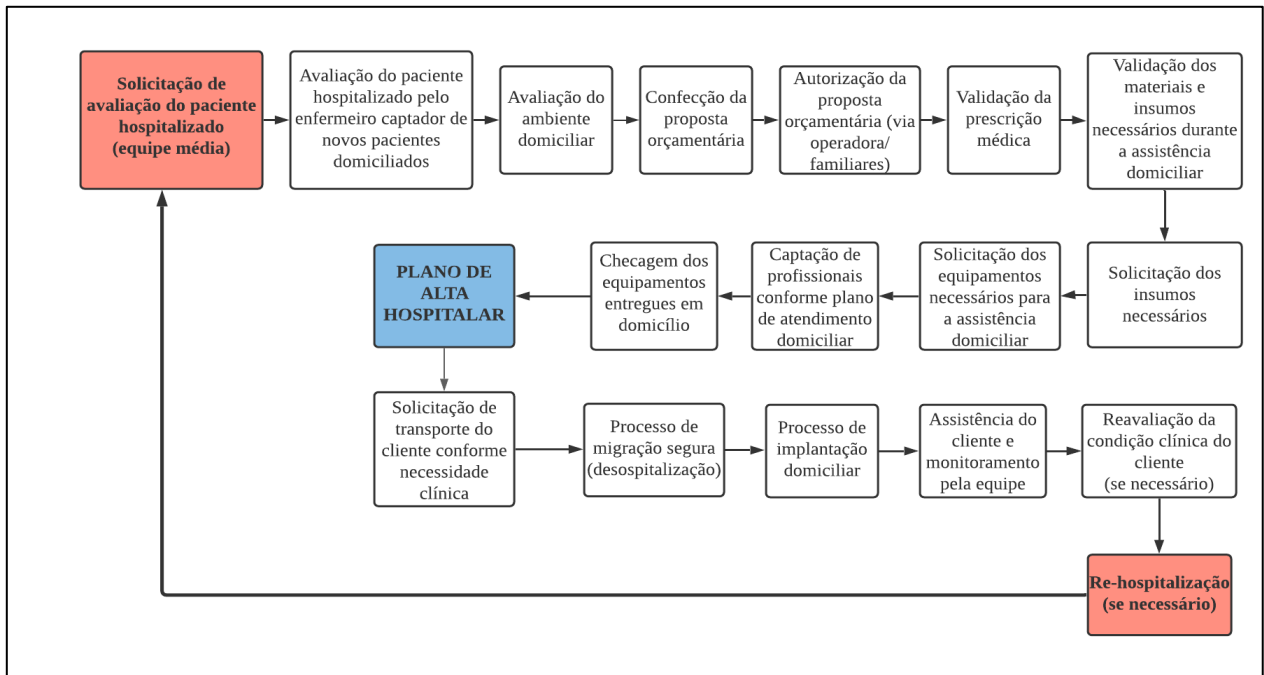 Solicitação de
avaliação do paciente
hospitalizado
(equipe média)
Avaliação do paciente
hospitalizado pelo
enfermeiro captador de
novos pacientes
domiciliados
Avaliação do
ambiente
domiciliar
Confecção da
proposta
orçamentária
Autorização da
proposta
orçamentária (via
operadora/
familiares)
Validação da
prescrição
médica
Validação dos
materiais e
insumos
necessários durante
a assistência
domiciliar
Solicitação dos
insumos
necessários
Solicitação dos
equipamentos
necessários para
a assistência
domiciliar
Captação de
profissionais
conforme plano
de atendimento
domiciliar
Checagem dos
equipamentos
entregues em
domicílio
PLANO DE
ALTA
HOSPITALAR
Solicitação de
transporte do
cliente conforme
necessidade
clínica
Processo de
migração segura
(desospitalização)
Processo de
implantação
domiciliar
Assistência do
cliente e
monitoramento
pela equipe
Reavaliação da
condição clínica do
cliente
(se necessário)
Re-hospitalização
(se necessário)